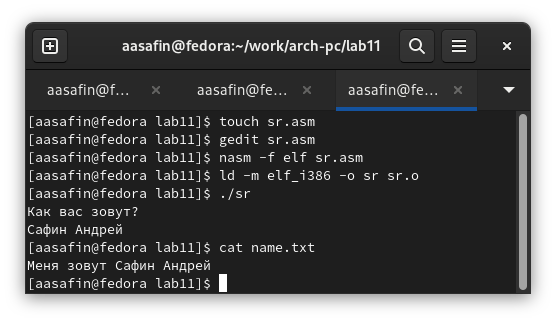 aasafin@fedora:~/work/arch-pc/lab11
aasafin@f... aasafin@fe... aasafin@fe...
[aasafin@fedora lab11]$ touch sr.asm
[aasafin@fedora lab11]$ gedit sr.asm
[aasafin@fedora lab11]$ nasm -f elf sr.asm
[aasafin@fedora lab11]$ ld -m elf_i386 -o sr sr.o
[aasafin@fedora lab11]$ ./sr
Как вас зовут?
Сафин Андрей
[aasafin@fedora lab11]$ cat name.txt
Меня зовут Сафин Андрей
[aasafin@fedora lab11]$